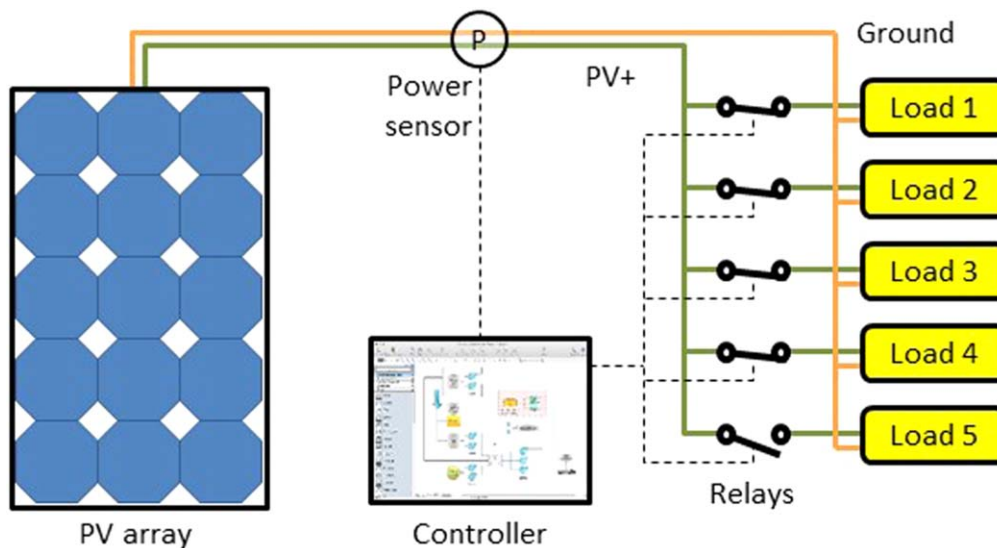 P
Ground
Power
sensor
PV+
Load 1
Load 2
Load 3
Load 4
Load 5
Relays
PV array
Controller